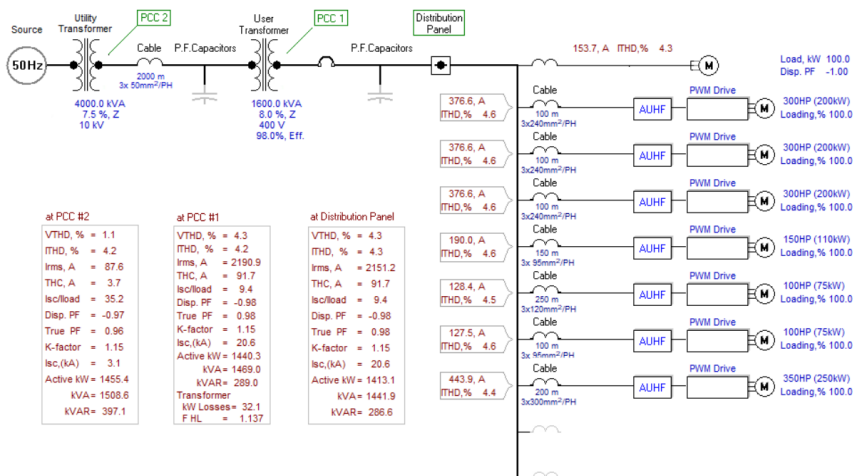 Source
Utility
Transformer
PCC 2
Cable
P.F.Capacitors
User
Transformer
PCC 1
P.F.Capacitors
Distribution
Panel
50Hz
2000 m
3x 50mm²/PH
4000.0 kVA
7.5 %, Z
10 kV
1600.0 kVA
8.0 %, Z
400 V
98.0%, Eff.
153.7, A ITHD,% 4.3
M
Load, kW 100.0
Disp. PF -1.00
376.6, A
ITHD,% 4.6
Cable
100 m
3x240mm²/PH
AUHF
PWM Drive
M
300HP (200kW)
Loading,% 100.0
376.6, A
ITHD,% 4.6
Cable
100 m
3x240mm²/PH
AUHF
PWM Drive
M
300HP (200kW)
Loading,% 100.0
376.6, A
ITHD,% 4.6
Cable
100 m
3x240mm²/PH
AUHF
PWM Drive
M
300HP (200kW)
Loading,% 100.0
190.0, A
ITHD,% 4.6
Cable
150 m
3x 95mm²/PH
AUHF
PWM Drive
M
150HP (110kW)
Loading,% 100.0
128.4, A
ITHD,% 4.5
Cable
250 m
3x120mm²/PH
AUHF
PWM Drive
M
100HP (75kW)
Loading,% 100.0
127.5, A
ITHD,% 4.6
Cable
100 m
3x 95mm²/PH
AUHF
PWM Drive
M
100HP (75kW)
Loading,% 100.0
443.9, A
ITHD,% 4.4
Cable
200 m
3x300mm²/PH
AUHF
PWM Drive
M
350HP (250kW)
Loading,% 100.0
at PCC #2
VTHD, % = 1.1
ITHD, % = 4.2
Irms, A = 87.6
THC, A = 3.7
Isc/Iload = 35.2
Disp. PF = -0.97
True PF = 0.96
K-factor = 1.15
Isc,(kA) = 3.1
Active kW = 1455.4
kVA= 1508.6
kVAR= 397.1
at PCC #1
VTHD, % = 4.3
ITHD, % = 4.2
Irms, A = 2190.9
THC, A = 91.7
Isc/Iload = 9.4
Disp. PF = -0.98
True PF = 0.98
K-factor = 1.15
Isc,(kA) = 20.6
Active kW = 1440.3
kVA= 1469.0
kVAR= 289.0
Transformer
kW Losses= 32.1
F HL = 1.137
at Distribution Panel
VTHD, % = 4.3
ITHD, % = 4.3
Irms, A = 2151.2
THC, A = 91.7
Isc/Iload = 9.4
Disp. PF = -0.98
True PF = 0.98
K-factor = 1.15
Isc,(kA) = 20.6
Active kW = 1413.1
kVA= 1441.9
kVAR= 286.6